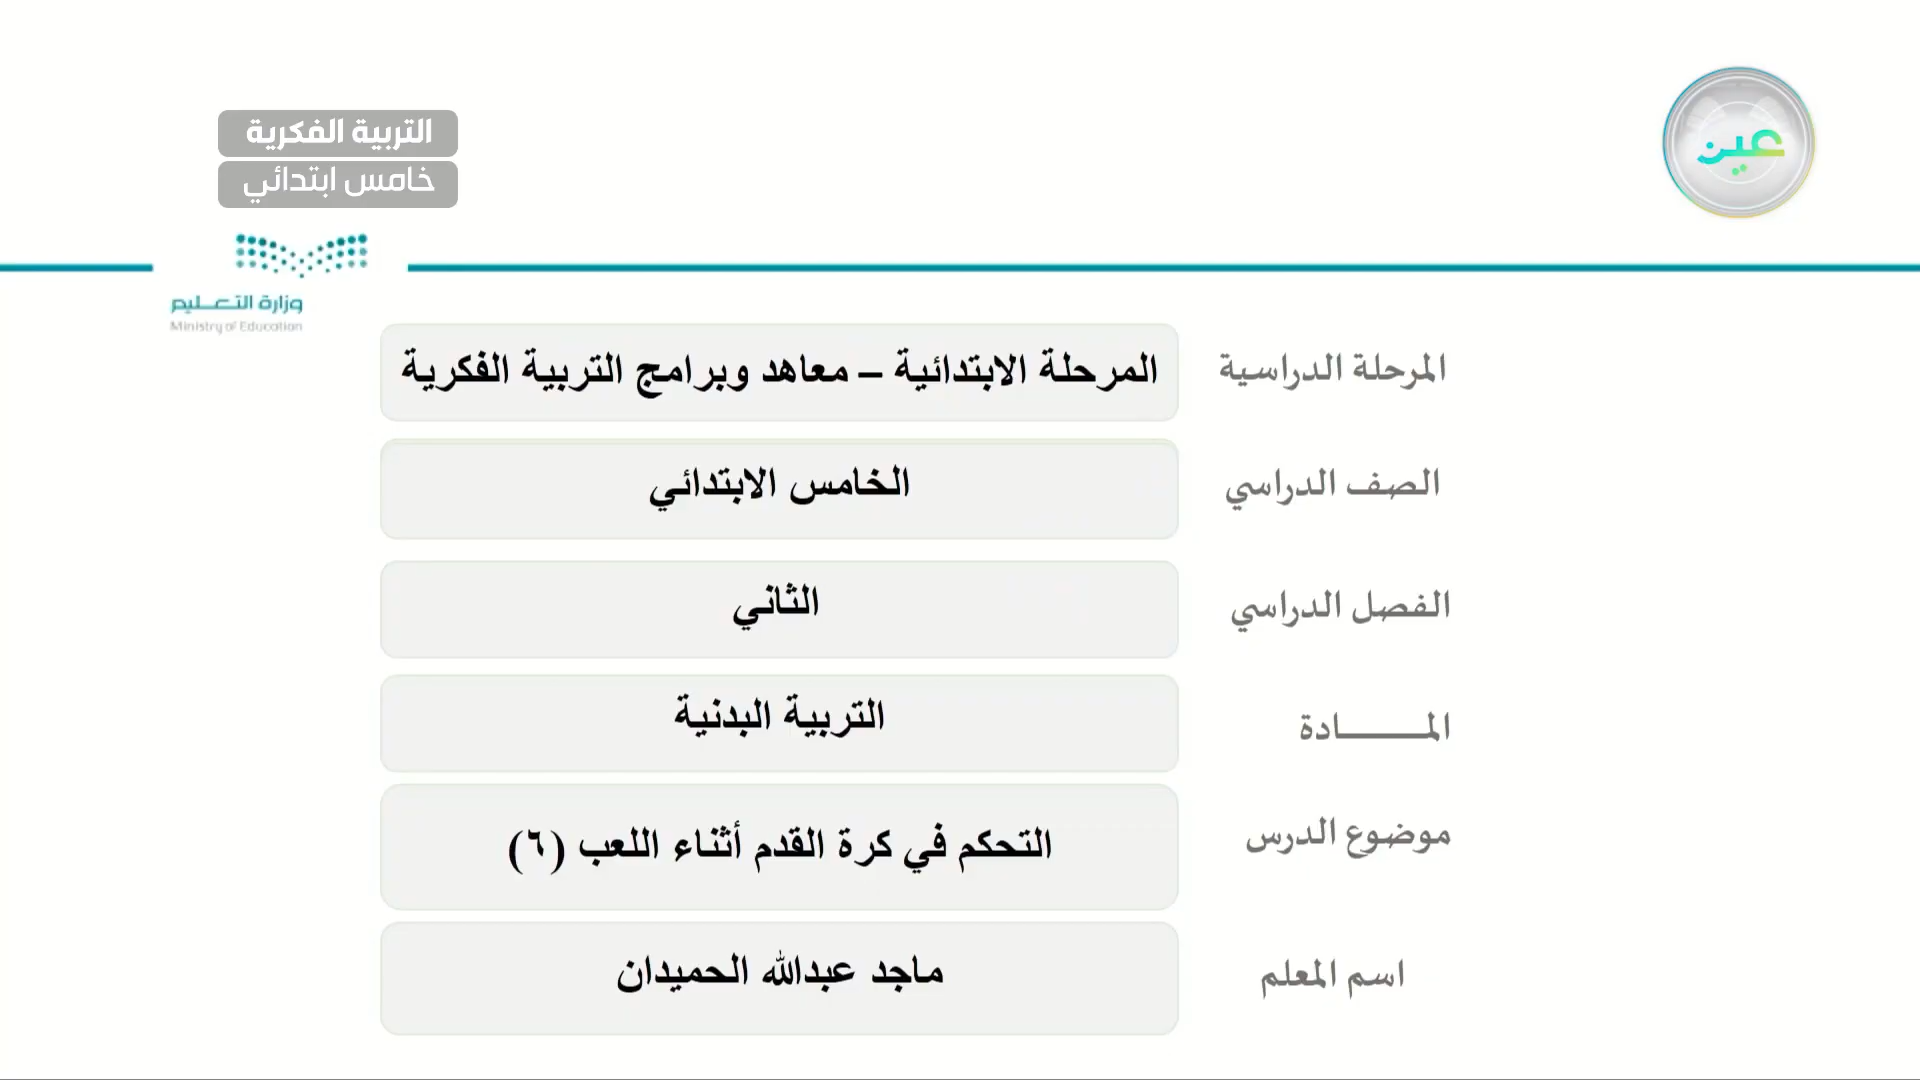 عين
التربية الفكرية
خامس ابتدائي
وزارة التعـــليم
Ministry of Education
المرحلة الدراسية
المرحلة الابتدائية – معاهد وبرامج التربية الفكرية
الصف الدراسي
الخامس الابتدائي
الفصل الدراسي
الثاني
المـــــــــادة
التربية البدنية
موضوع الدرس
التحكم في كرة القدم أثناء اللعب (٦)
اسم المعلم
ماجد عبدالله الحميدان